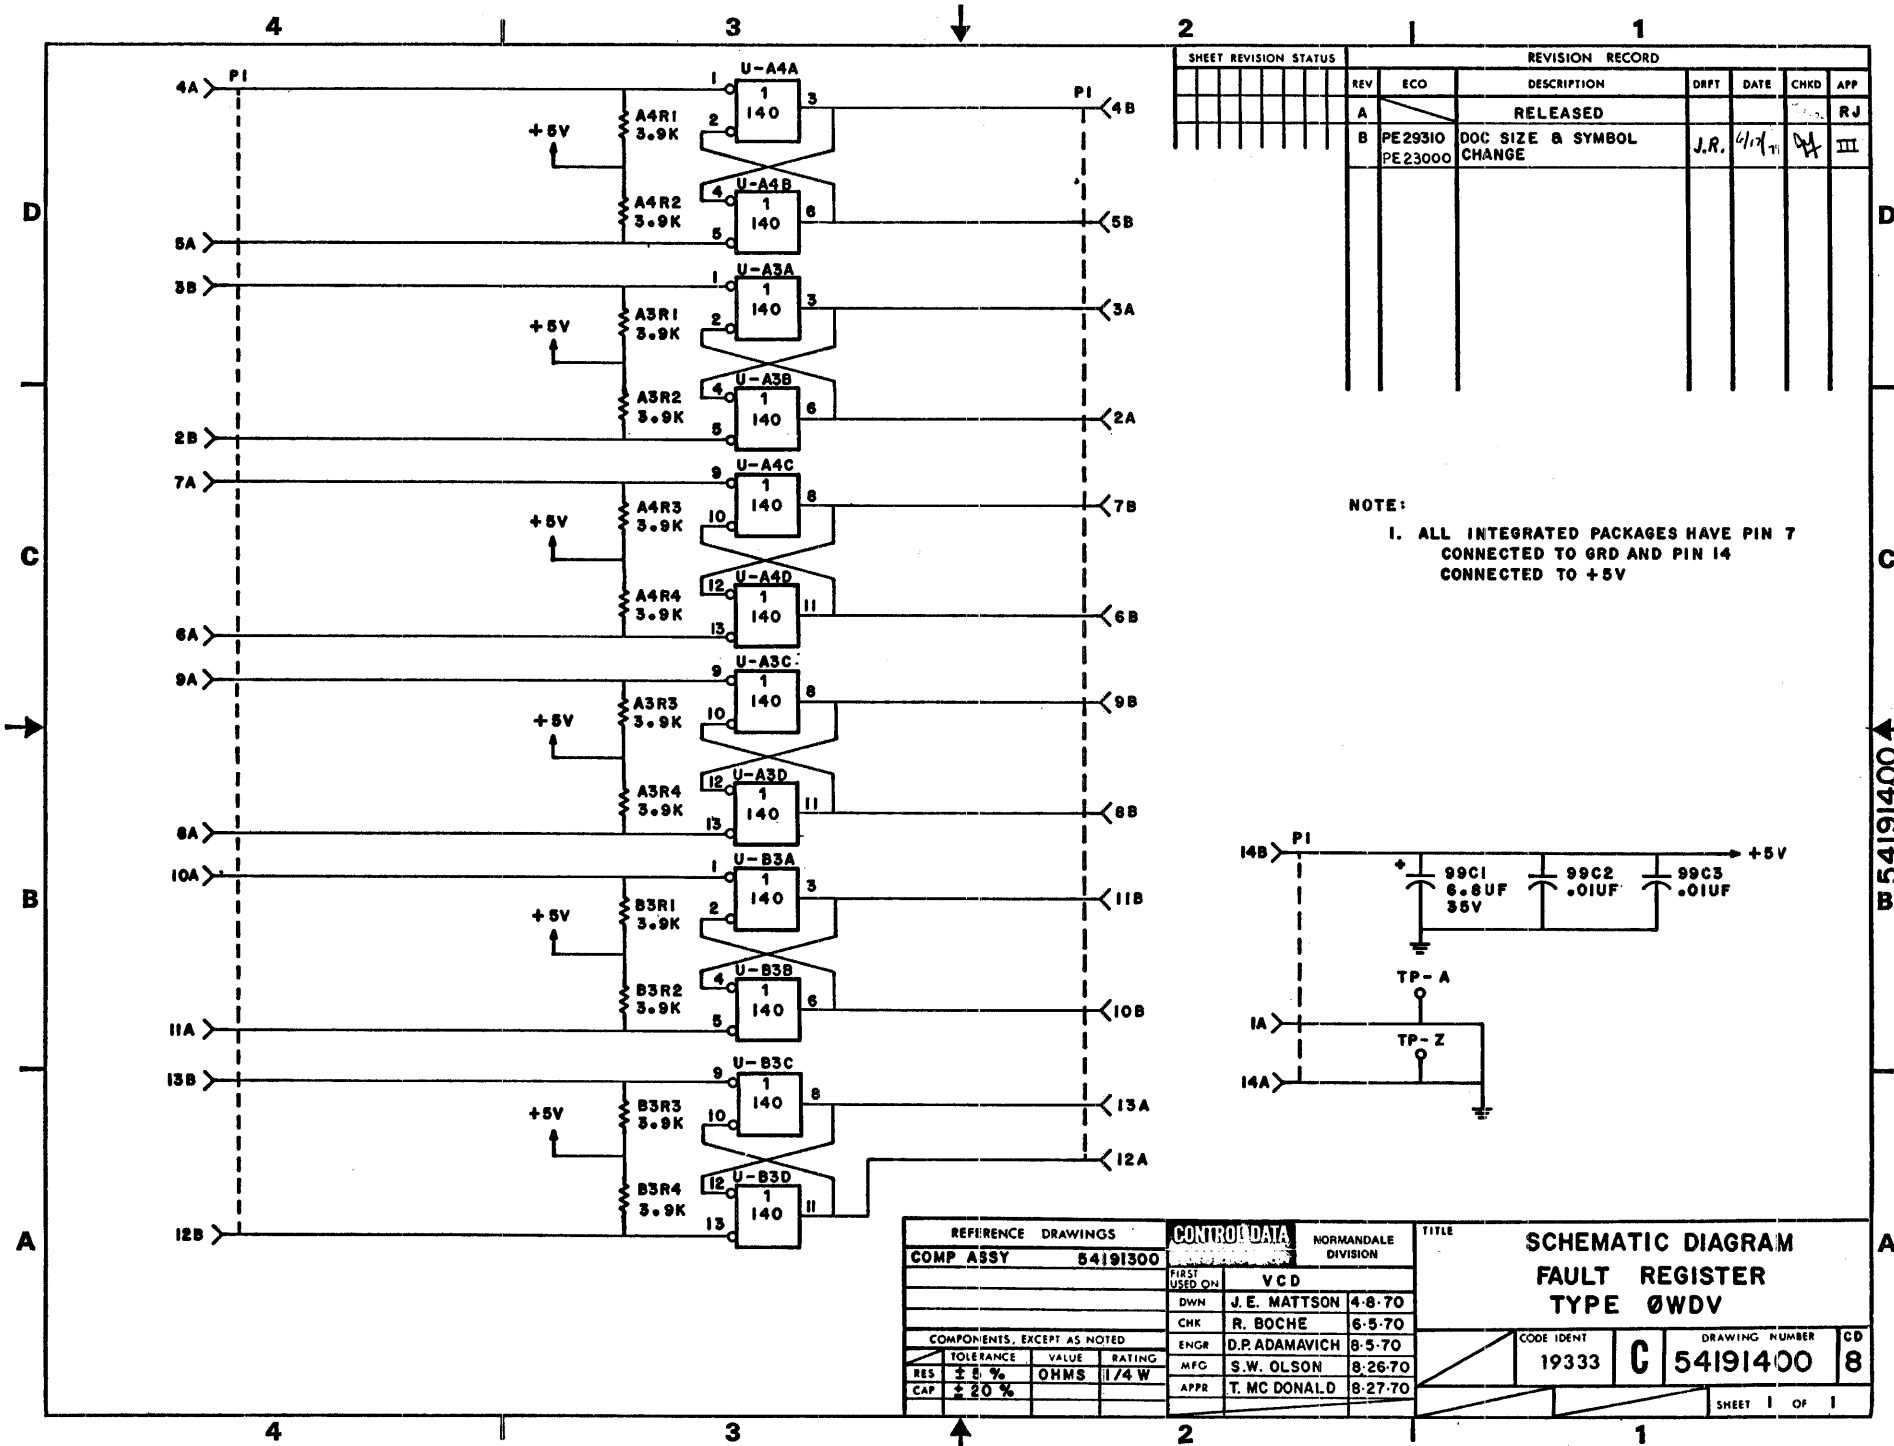 4 3 2 1
SHEET REVISION STATUS
REVISION RECORD
REV ECO DESCRIPTION DRFT DATE CHKD APP
A RELEASED RJ
B PE29310 DOC SIZE & SYMBOL J.R. III
PE23000 CHANGE
D D
C C
B B
A A
54191400
P1 P1
4A
U-A4A
1 1 3
140
2
4B
+5V
A4R1
3.9K
A4R2
3.9K
U-A4B
4 1 6
140
5
5B
5A
U-A3A
3B
1 1 3
140
2
3A
+5V
A3R1
3.9K
A3R2
3.9K
U-A3B
4 1 6
140
5
2A
2B
U-A4C
7A
9 1 8
140
10
7B
+5V
A4R3
3.9K
A4R4
3.9K
U-A4D
12 1 11
140
13
6B
6A
U-A3C
9A
9 1 8
140
10
9B
+5V
A3R3
3.9K
A3R4
3.9K
U-A3D
12 1 11
140
13
8B
8A
U-B3A
10A
1 1 3
140
2
11B
+5V
B3R1
3.9K
B3R2
3.9K
U-B3B
4 1 6
140
5
10B
11A
U-B3C
13B
9 1 8
140
10
13A
12A
+5V
B3R3
3.9K
B3R4
3.9K
U-B3D
12 1 11
140
13
12B
NOTE:
1. ALL INTEGRATED PACKAGES HAVE PIN 7
CONNECTED TO GRD AND PIN 14
CONNECTED TO +5V
14B P1 +5V
+ 99C1 99C2 99C3
6.8UF .01UF .01UF
35V
TP-A
1A
TP-Z
14A
REFERENCE DRAWINGS
COMP ASSY 54191300
COMPONENTS, EXCEPT AS NOTED
TOLERANCE VALUE RATING
RES ± 5 % OHMS 1/4 W
CAP ± 20 %
CONTROL DATA
NORMANDALE
DIVISION
FIRST
USED ON VCD
DWN J.E. MATTSON 4-8-70
CHK R. BOCHE 6-5-70
ENGR D.P. ADAMAVICH 8-5-70
MFG S.W. OLSON 8-26-70
APPR T. MC DONALD 8-27-70
TITLE
SCHEMATIC DIAGRAM
FAULT REGISTER
TYPE ØWDV
CODE IDENT
19333
C
DRAWING NUMBER
54191400
CD
8
SHEET 1 OF 1
4 3 2 1